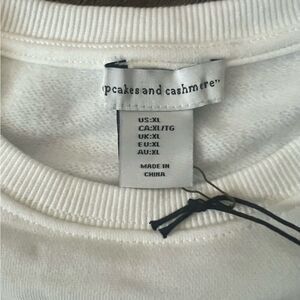 pcakes and cashmere"
US:XL
CA:XL/TG
UK:XL
EU:XL
AU:XL
MADE IN
CHINA